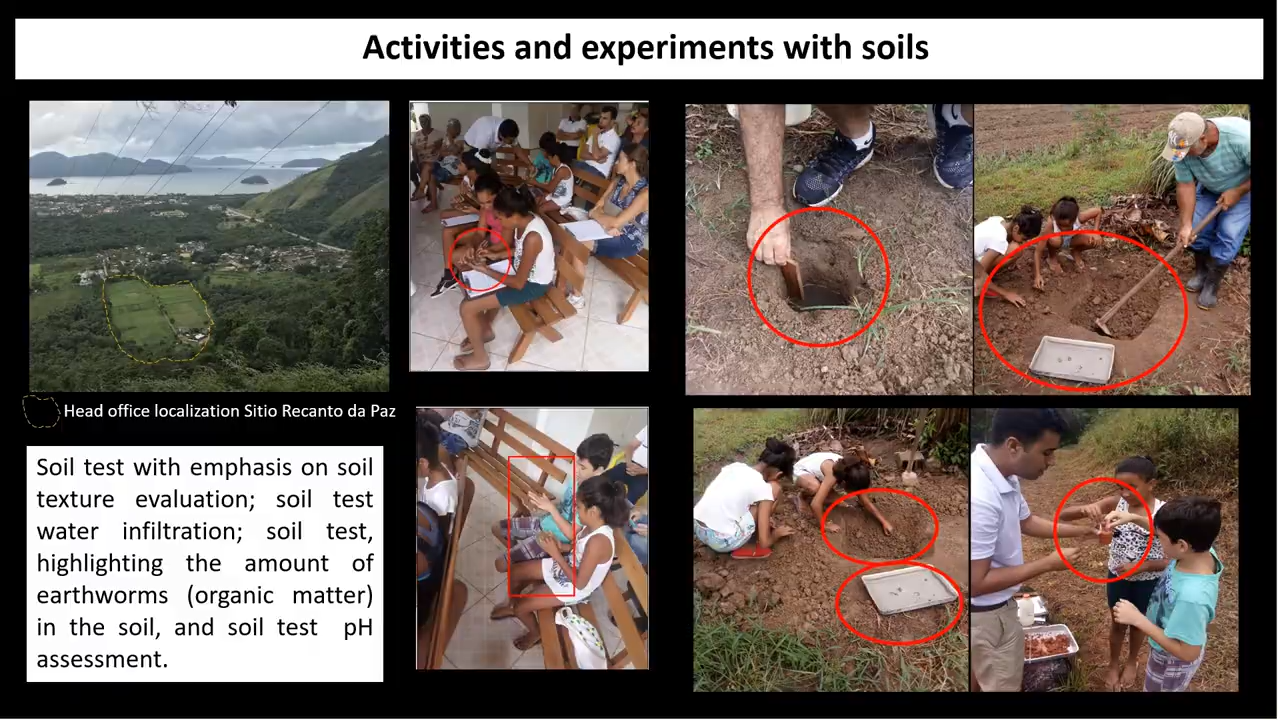 Activities and experiments with soils
Head office localization Sitio Recanto da Paz
Soil test with emphasis on soil
texture evaluation; soil test
water infiltration; soil test,
highlighting the amount of
earthworms (organic matter)
in the soil, and soil test pH
assessment.